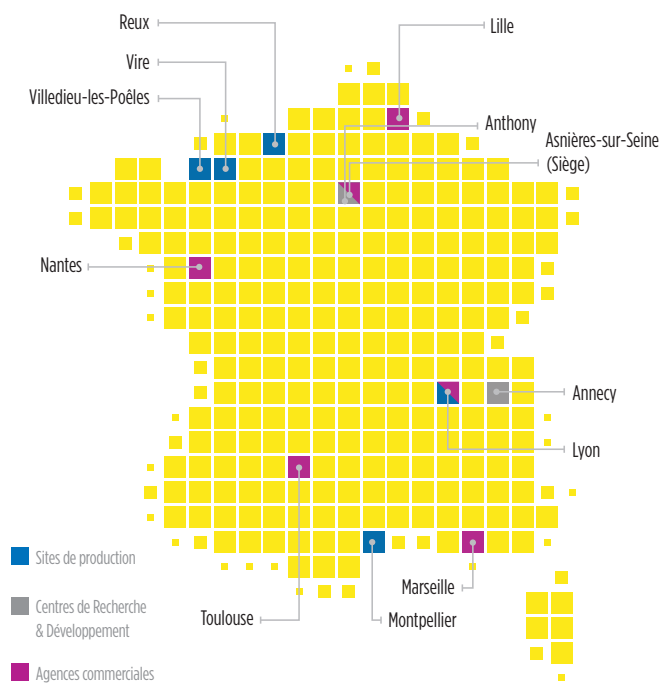 Reux
Lille
Vire
Villedieu-les-Poêles
Anthony
Asnières-sur-Seine
(Siège)
Nantes
Annecy
Lyon
Sites de production
Centres de Recherche
& Développement
Agences commerciales
Marseille
Toulouse
Montpellier